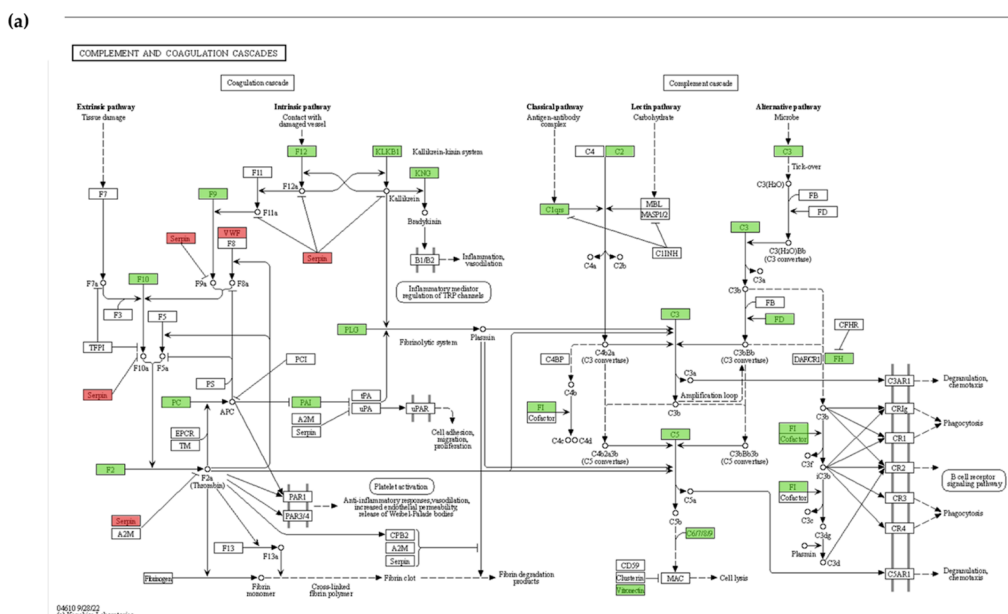 (a)
COMPLEMENT AND COAGULATION CASCADES
Coagulation cascade
Complement cascade
Extrinsic pathway
Tissue damage
Intrinsic pathway
Contact with
damaged vessel
Classical pathway
Antigen-antibody
complex
Lectin pathway
Carbohydrate
Alternative pathway
Microbe
F12
KLKB1
Kallikrein-kinin system
C4
C2
C3
Tick-over
F11
F12a
KNG
Kallikrein
F7
F9
F11a
Bradykinin
C1qrs
MBL
MASP1/2
C3(H2O)
FB
FD
Serpin
VWF
F8
Serpin
B1/B2
Inflammation,
vasodilation
C1INH
C4a
C2b
C3
C3(H2O)Bb
(C3 convertase)
C3a
F7a
F10
F9a
F8a
Inflammatory mediator
regulation of TRP channels
C3b
FB
FD
F3
F5
PLG
Fibrinolytic system
Plasmin
C3
CFHR
TFPI
F10a
F5a
PCI
C4BP
C4b2a
(C3 convertase)
C3bBb
(C3 convertase)
DAF/CR1
FH
Serpin
PS
C4b
C3a
Amplification loop
C3b
C3AR1
Degranulation,
chemotaxis
PC
APC
PAI
tPA
uPA
uPAR
A2M
Serpin
Cell adhesion,
migration,
proliferation
FI
Cofactor
C4c
C4d
C3b
CRIg
Phagocytosis
EPCR
TM
C5
C4b2a3b
(C5 convertase)
C3bBb3b
(C5 convertase)
FI
Cofactor
C3f
CR1
F2
F2a
(Thrombin)
Platelet activation
iC3b
CR2
B cell receptor
signaling pathway
PAR1
PAR3/4
Anti-inflammatory responses, vasodilation,
increased endothelial permeability,
release of Weibel-Palade bodies
C5a
FI
Cofactor
C3c
CR3
Phagocytosis
Serpin
A2M
C5b
C3dg
CR4
F13
F13a
CPB2
A2M
Serpin
C6/7/8/9
Plasmin
C3d
Fibrinogen
Fibrin
monomer
Cross-linked
fibrin polymer
Fibrin clot
Fibrin degradation
products
CD59
Clusterin
Vitronectin
MAC
Cell lysis
C5AR1
Degranulation,
chemotaxis
04610 9/28/22